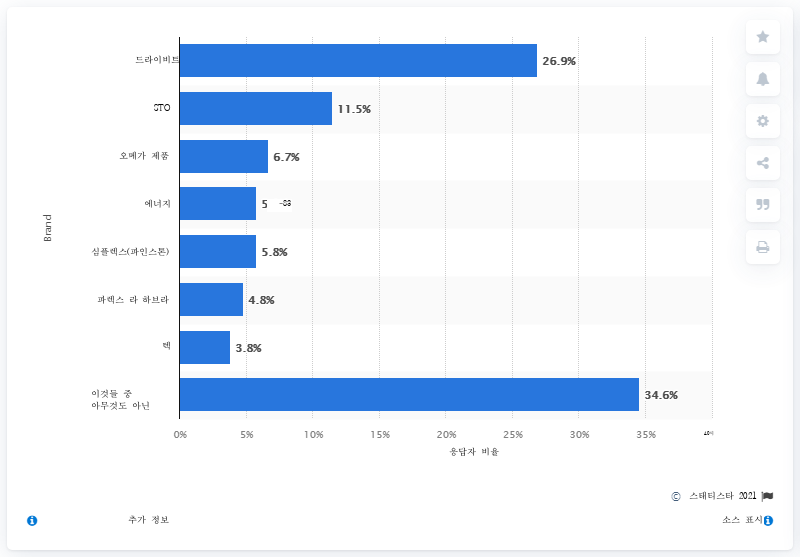 드라이비트
26.9%
STO
11.5%
오메가 제품
6.7%
에너지
5
심플렉스(파인스톤)
5.8%
파렉스 라 하브라
4.8%
텍
3.8%
이것들 중
아무것도 아닌
34.6%
Brand
0% 5% 10% 15% 20% 25% 30% 35%
응답자 비율
© 스태티스타 2021
추가 정보
소스 표시